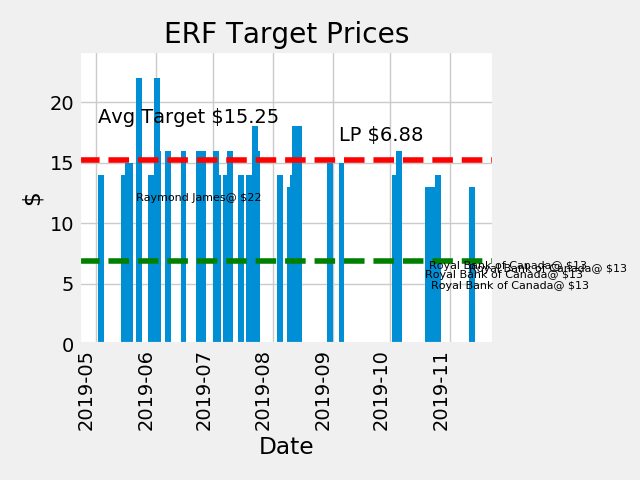 ERF Target Prices
Avg Target $15.25
LP $6.88
Raymond James@ $22
Royal Bank of Canada@ $13
Royal Bank of Canada@ $13
Royal Bank of Canada@ $13
Royal Bank of Canada@ $13
$
20
15
10
5
0
2019-05
2019-06
2019-07
2019-08
2019-09
2019-10
2019-11
Date